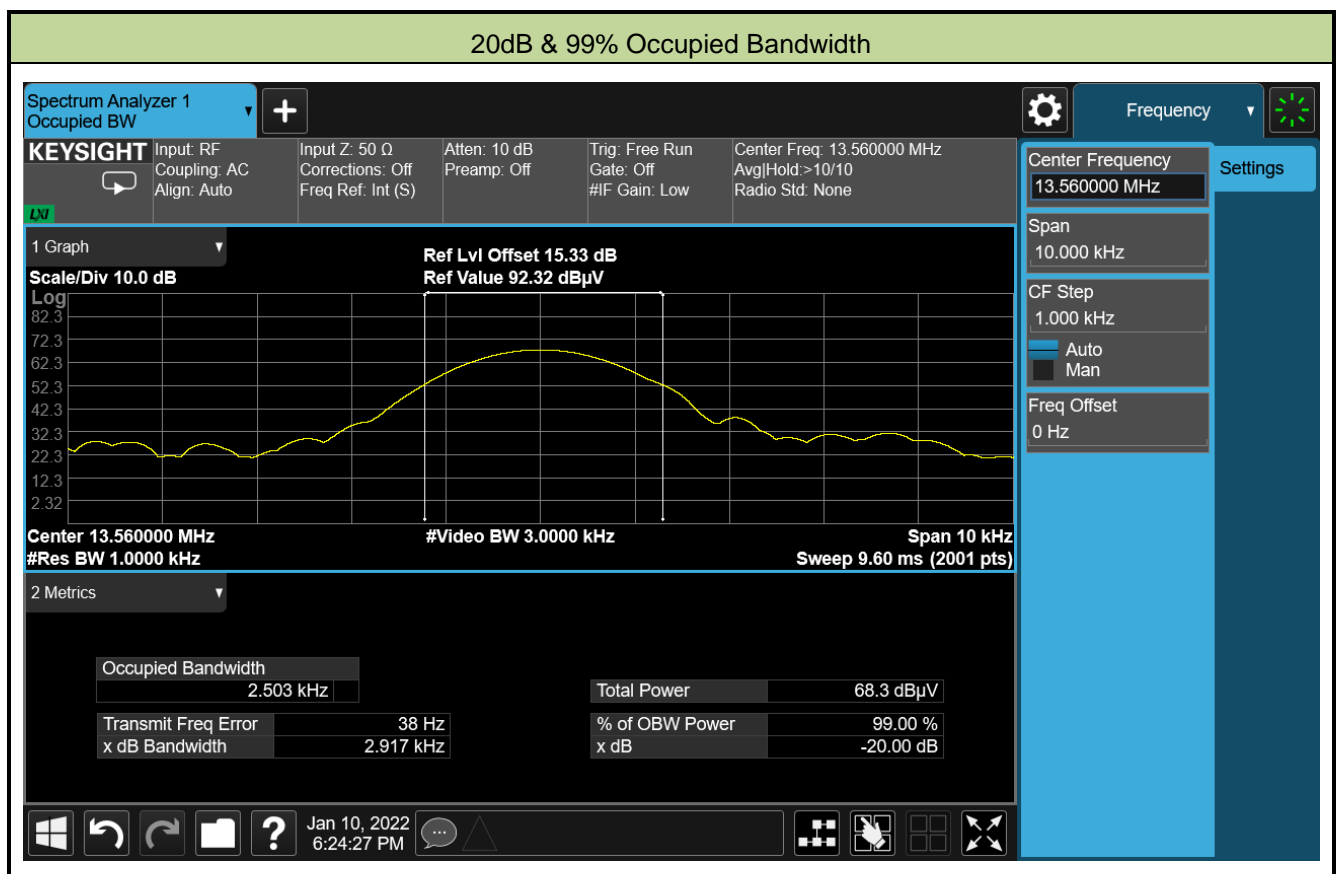 20dB & 99% Occupied Bandwidth
Spectrum Analyzer 1
Occupied BW
Frequency
KEYSIGHT
LXI
Input: RF
Coupling: AC
Align: Auto
Input Z: 50 Ω
Corrections: Off
Freq Ref: Int (S)
Atten: 10 dB
Preamp: Off
Trig: Free Run
Gate: Off
#IF Gain: Low
Center Freq: 13.560000 MHz
Avg|Hold:>10/10
Radio Std: None
Center Frequency
13.560000 MHz
Settings
Span
10.000 kHz
CF Step
1.000 kHz
Auto
Man
Freq Offset
0 Hz
1 Graph
Scale/Div 10.0 dB
Ref Lvl Offset 15.33 dB
Ref Value 92.32 dBµV
Log
82.3
72.3
62.3
52.3
42.3
32.3
22.3
12.3
2.32
Center 13.560000 MHz
#Video BW 3.0000 kHz
Span 10 kHz
#Res BW 1.0000 kHz
Sweep 9.60 ms (2001 pts)
2 Metrics
Occupied Bandwidth
2.503 kHz
Total Power 68.3 dBµV
Transmit Freq Error 38 Hz
% of OBW Power 99.00 %
x dB Bandwidth 2.917 kHz
x dB -20.00 dB
?
Jan 10, 2022
6:24:27 PM